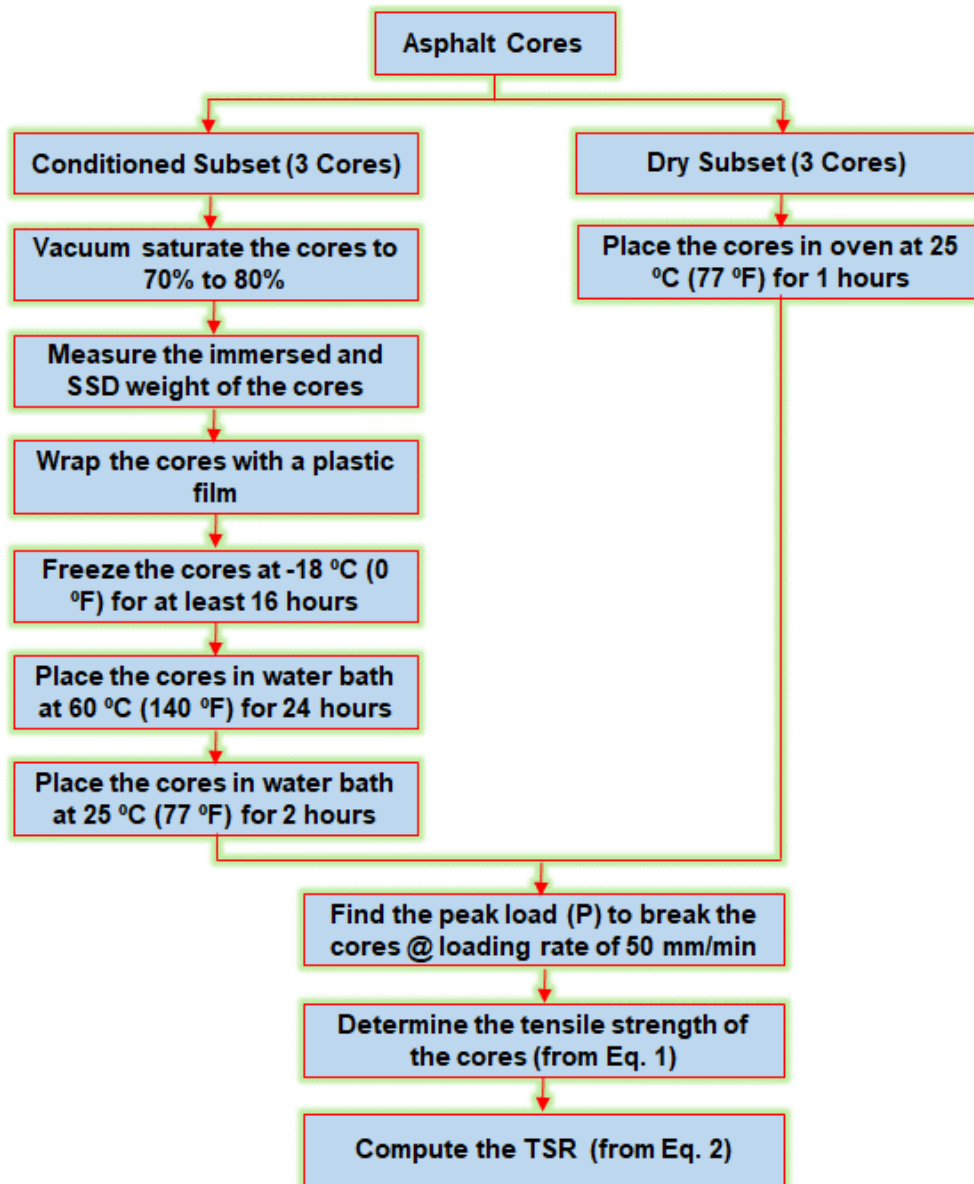 Asphalt Cores
Conditioned Subset (3 Cores)
Dry Subset (3 Cores)
Vacuum saturate the cores to
70% to 80%
Place the cores in oven at 25
⁰C (77 ⁰F) for 1 hours
Measure the immersed and
SSD weight of the cores
Wrap the cores with a plastic
film
Freeze the cores at -18 ⁰C (0
⁰F) for at least 16 hours
Place the cores in water bath
at 60 ⁰C (140 ⁰F) for 24 hours
Place the cores in water bath
at 25 ⁰C (77 ⁰F) for 2 hours
Find the peak load (P) to break the
cores @ loading rate of 50 mm/min
Determine the tensile strength of
the cores (from Eq. 1)
Compute the TSR (from Eq. 2)